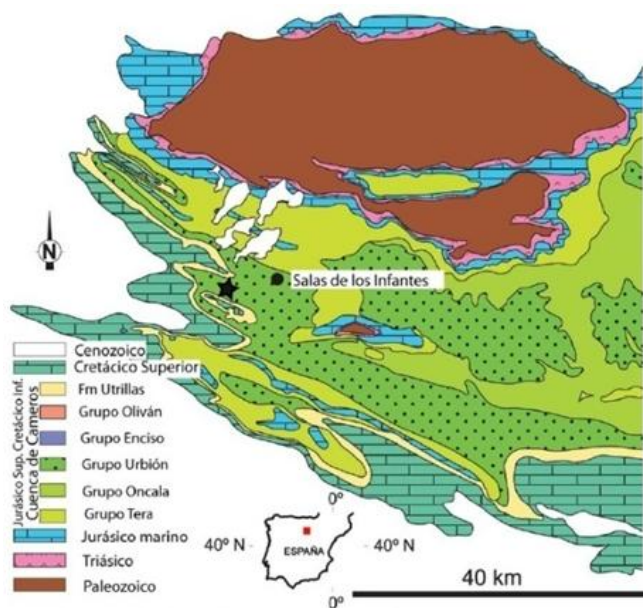 N
Salas de los Infantes
Cenozoico
Cretácico Superior
Jurásico Sup. Cretácico Inf.
Cuenca de Cameros
Fm Utrillas
Grupo Oliván
Grupo Enciso
Grupo Urbión
Grupo Oncala
Grupo Tera
Jurásico marino
Triásico
Paleozoico
0º
40º N
ESPAÑA
40º N
0º
40 km